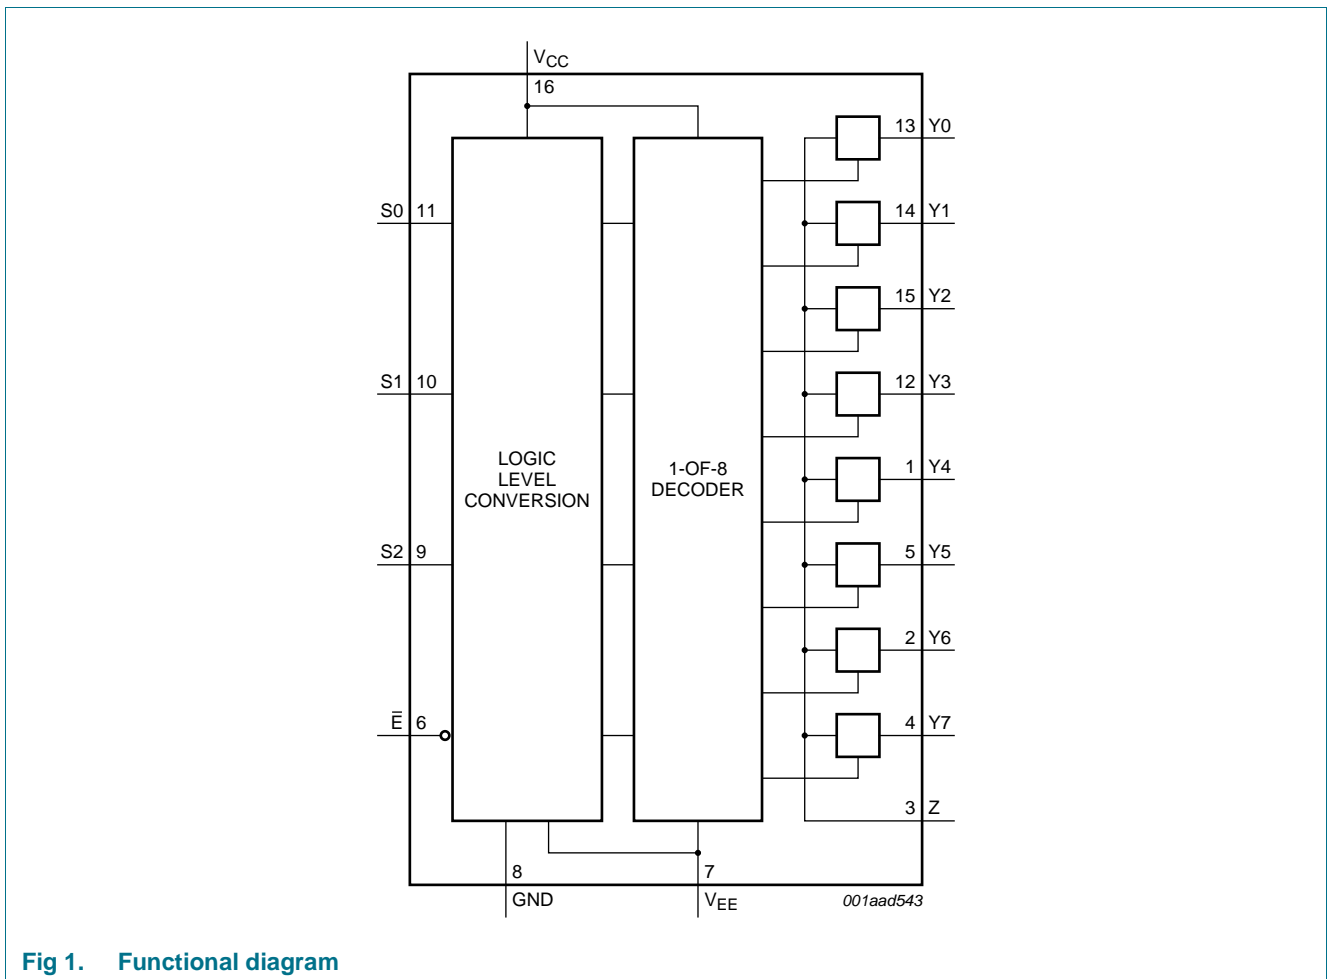 VCC
16
13 Y0
S0 11
14 Y1
15 Y2
S1 10
12 Y3
LOGIC
LEVEL
CONVERSION
1-OF-8
DECODER
1 Y4
S2 9
5 Y5
2 Y6
E̅ 6
4 Y7
3 Z
8
GND
7
VEE
001aad543
Fig 1. Functional diagram